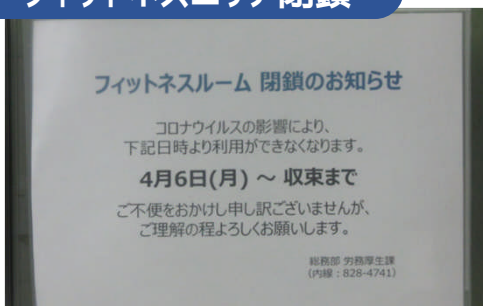 フィットネスエリア閉鎖
フィットネスルーム 閉鎖のお知らせ
コロナウイルスの影響により、
下記日時より利用ができなくなります。
4月6日(月) ～ 収束まで
ご不便をおかけし申し訳ございませんが、
ご理解の程よろしくお願いします。
総務部 労務厚生課
(内線：828-4741)